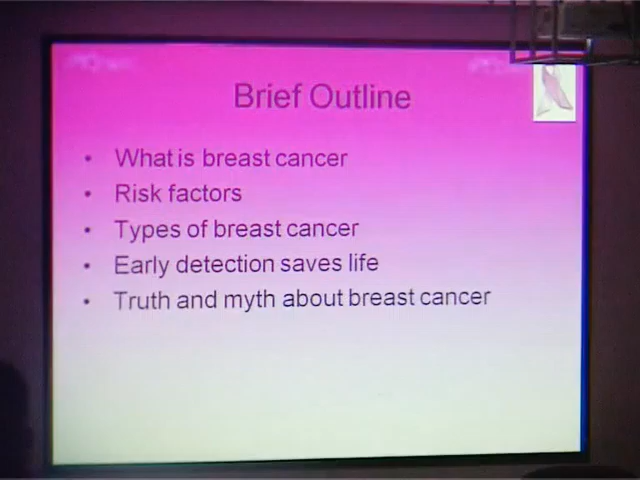 Brief Outline
• What is breast cancer
• Risk factors
• Types of breast cancer
• Early detection saves life
• Truth and myth about breast cancer